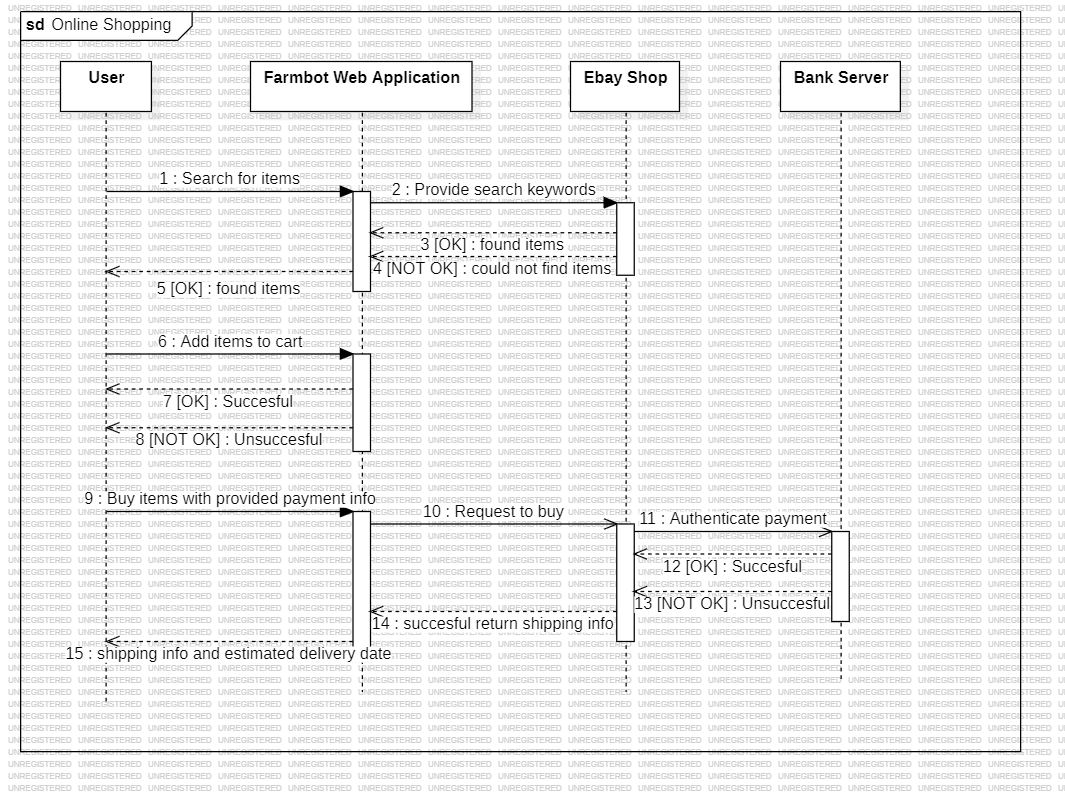 sd Online Shopping
User
Farmbot Web Application
Ebay Shop
Bank Server
1 : Search for items
2 : Provide search keywords
3 [OK] : found items
4 [NOT OK] : could not find items
5 [OK] : found items
6 : Add items to cart
7 [OK] : Succesful
8 [NOT OK] : Unsuccesful
9 : Buy items with provided payment info
10 : Request to buy
11 : Authenticate payment
12 [OK] : Succesful
13 [NOT OK] : Unsuccesful
14 : succesful return shipping info
15 : shipping info and estimated delivery date
UNREGISTERED